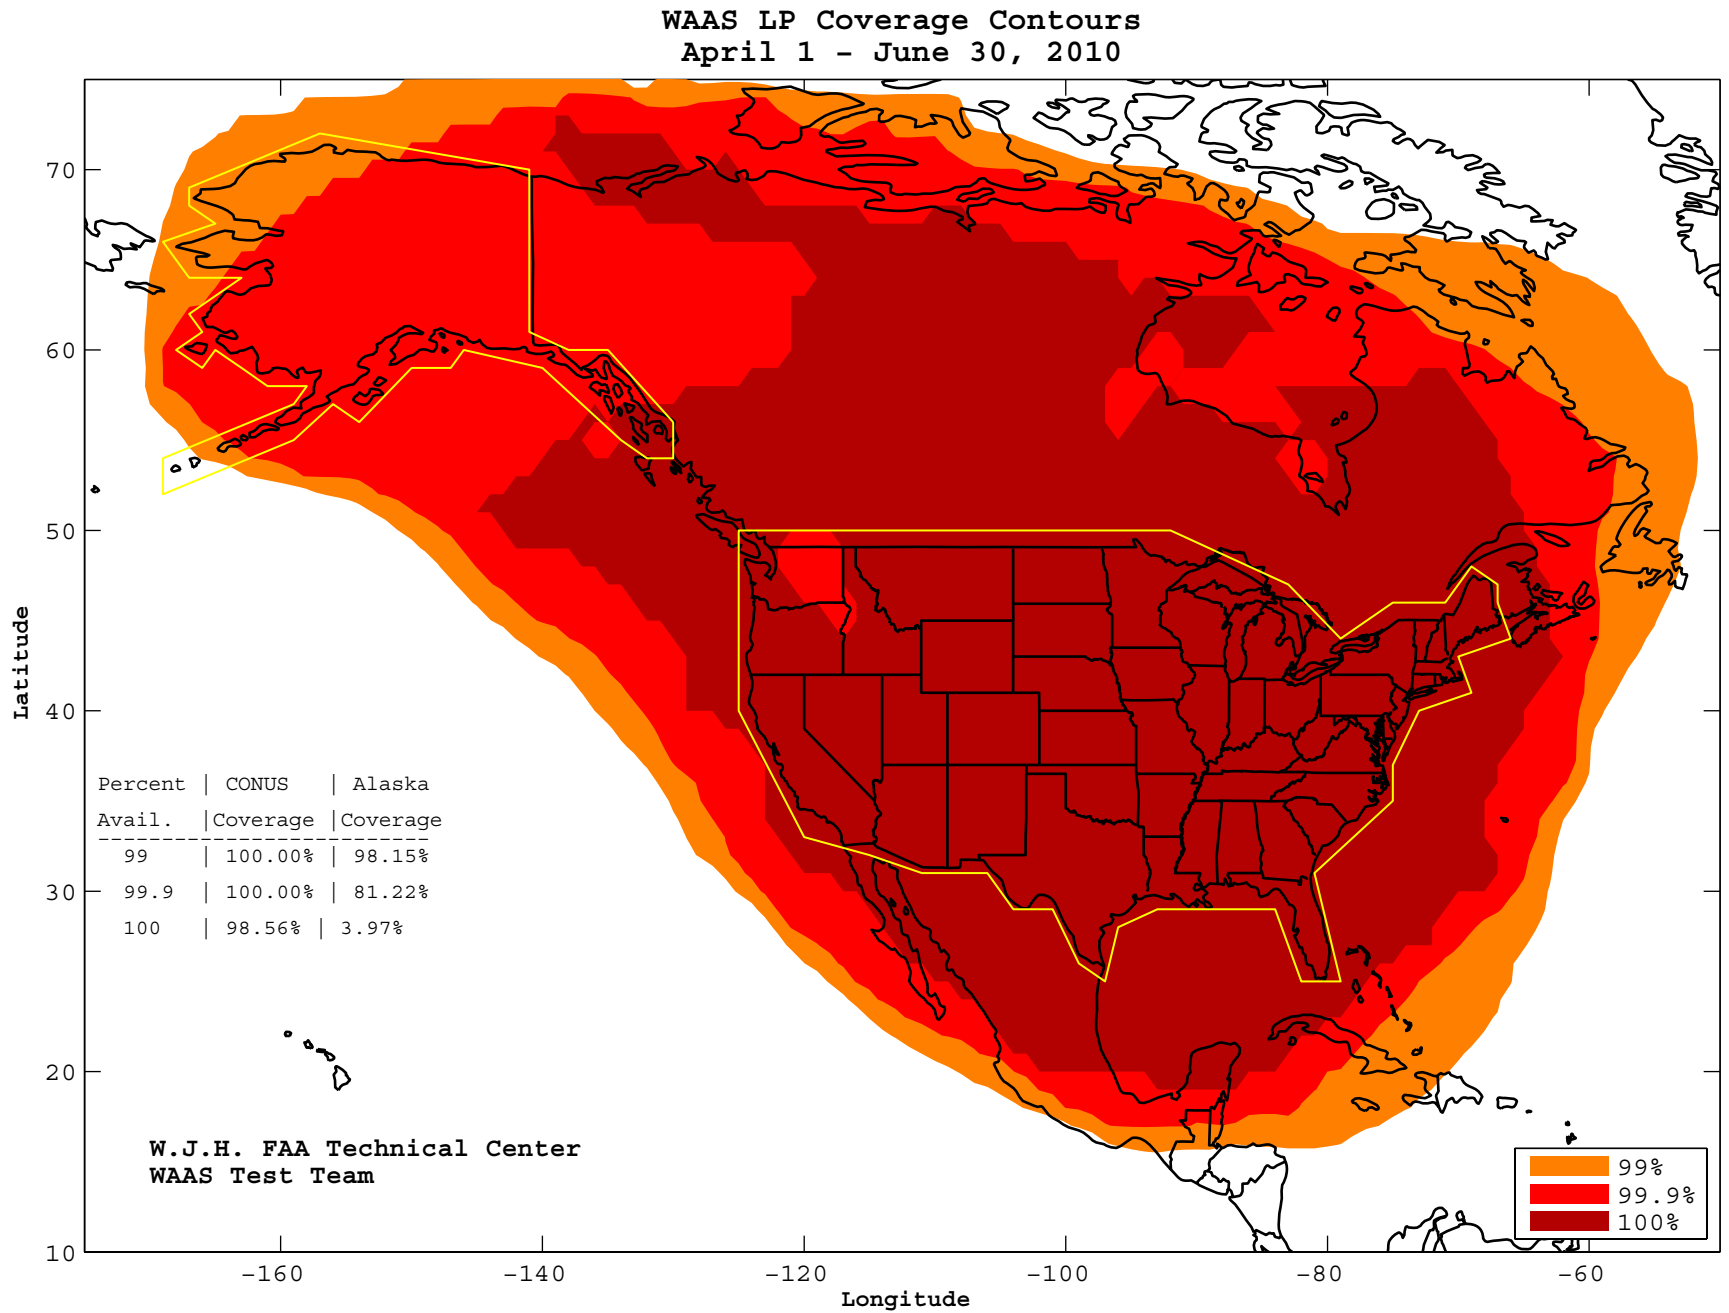 WAAS LP Coverage Contours
April 1 - June 30, 2010
70
60
50
40
30
20
10
Latitude
Percent | CONUS | Alaska
Avail. |Coverage |Coverage
--------------------------
99 | 100.00% | 98.15%
99.9 | 100.00% | 81.22%
100 | 98.56% | 3.97%
W.J.H. FAA Technical Center
WAAS Test Team
99%
99.9%
100%
-160 -140 -120 -100 -80 -60
Longitude